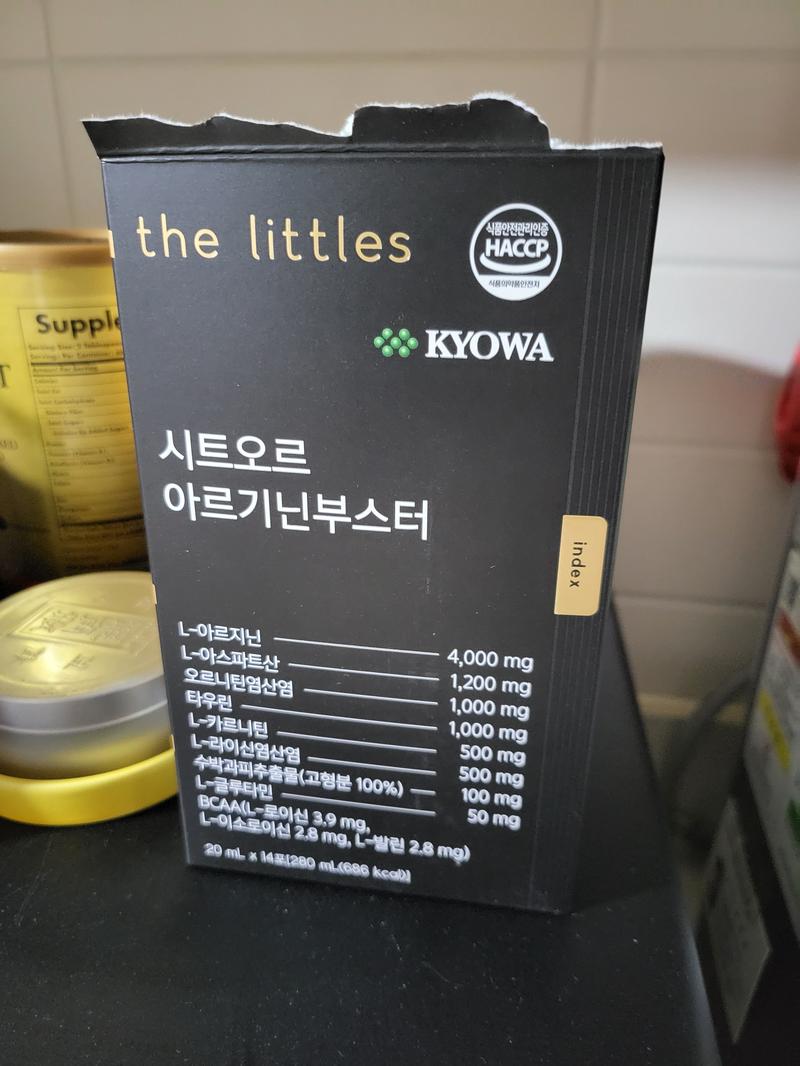 the littles
식품안전관리인증
HACCP
식품의약품안전처
KYOWA
시트오르
아르기닌부스터
index
L-아르지닌 4,000 mg
L-아스파트산 1,200 mg
오르니틴염산염 1,000 mg
타우린 1,000 mg
L-카르니틴 500 mg
L-라이신염산염 500 mg
수박과피추출물(고형분 100%) 100 mg
L-글루타민 50 mg
BCAA(L-로이신 3.9 mg,
L-이소로이신 2.8 mg, L-발린 2.8 mg)
20 mL x 14포[280 mL(686 kcal)]
Supple
Amount Per Serving